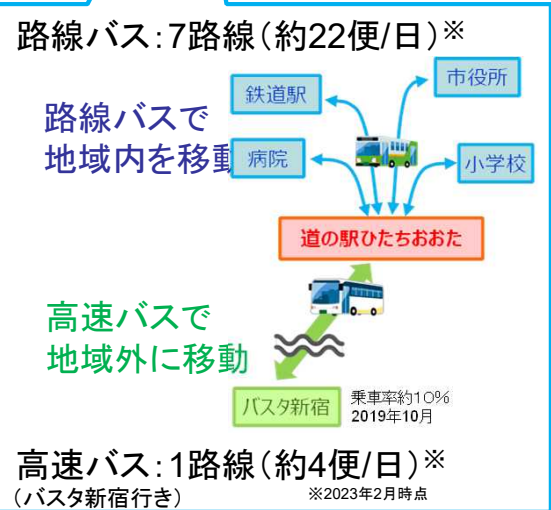 路線バス:7路線(約22便/日)※
路線バスで
地域内を移動
鉄道駅
市役所
病院
小学校
道の駅ひたちおおた
高速バスで
地域外に移動
バスタ新宿
乗車率約10%
2019年10月
高速バス:1路線(約4便/日)※
(バスタ新宿行き)
※2023年2月時点